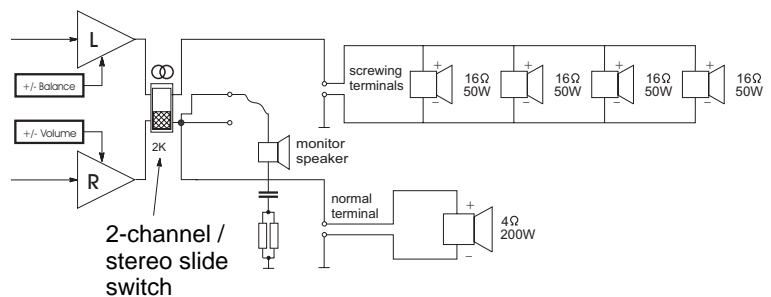 L
+/- Balance
+/- Volume
R
2K
2-channel /
stereo slide
switch
monitor
speaker
screwing
terminals
normal
terminal
+
−
16Ω
50W
+
−
16Ω
50W
+
−
16Ω
50W
+
−
16Ω
50W
+
−
4Ω
200W